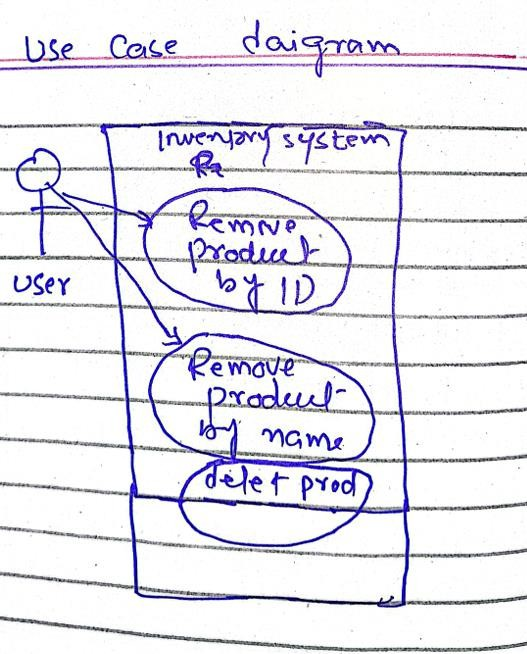 Use Case daigram
Inventory system
Remove
product
by ID
user
Remove
product
by name
delet prod